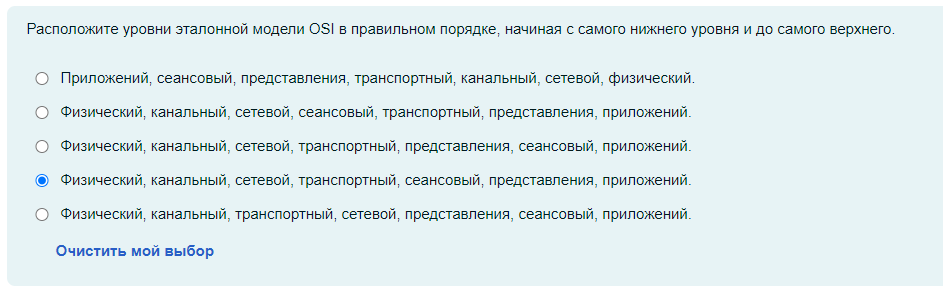 Расположите уровни эталонной модели OSI в правильном порядке, начиная с самого нижнего уровня и до самого верхнего.
Приложений, сеансовый, представления, транспортный, канальный, сетевой, физический.
Физический, канальный, сетевой, сеансовый, транспортный, представления, приложений.
Физический, канальный, сетевой, транспортный, представления, сеансовый, приложений.
Физический, канальный, сетевой, транспортный, сеансовый, представления, приложений.
Физический, канальный, транспортный, сетевой, представления, сеансовый, приложений.
Очистить мой выбор